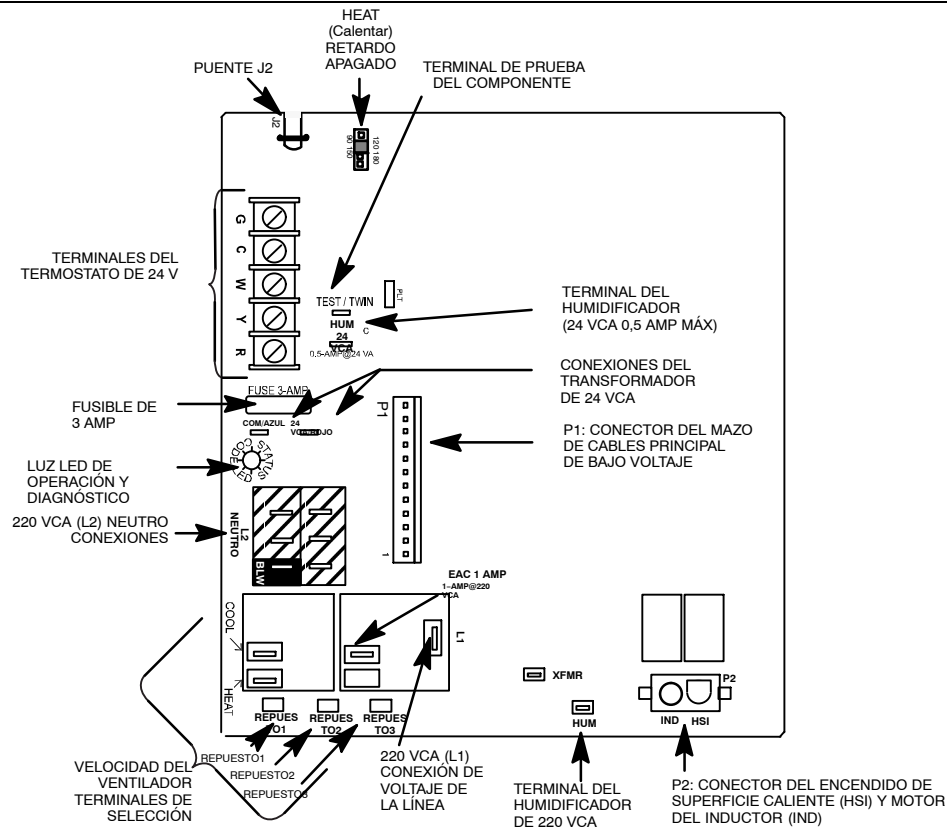 HEAT
(Calentar)
RETARDO
APAGADO
PUENTE J2
TERMINAL DE PRUEBA
DEL COMPONENTE
J2
120 180
90 150
G
C
W
Y
R
TERMINALES DEL
TERMOSTATO DE 24 V
TEST / TWIN
PLT
HUM
C
24
VCA
0.5-AMP@24 VA
TERMINAL DEL
HUMIDIFICADOR
(24 VCA 0,5 AMP MÁX)
CONEXIONES DEL
TRANSFORMADOR
DE 24 VCA
FUSE 3-AMP
FUSIBLE DE
3 AMP
COM/AZUL
24
P1
P1: CONECTOR DEL MAZO
DE CABLES PRINCIPAL
DE BAJO VOLTAJE
STATUS
CODE LED
LUZ LED DE
OPERACIÓN Y
DIAGNÓSTICO
220 VCA (L2) NEUTRO
CONEXIONES
L2
NEUTRO
BLW
1
EAC 1 AMP
1-AMP@220
VCA
COOL
HEAT
L1
XFMR
P2
IND
HSI
HUM
REPUES
TO1
REPUES
TO2
REPUES
TO3
REPUESTO1
REPUESTO2
REPUESTO3
VELOCIDAD DEL
VENTILADOR
TERMINALES DE
SELECCIÓN
220 VCA (L1)
CONEXIÓN DE
VOLTAJE DE
LA LÍNEA
TERMINAL DEL
HUMIDIFICADOR
DE 220 VCA
P2: CONECTOR DEL ENCENDIDO DE
SUPERFICIE CALIENTE (HSI) Y MOTOR
DEL INDUCTOR (IND)